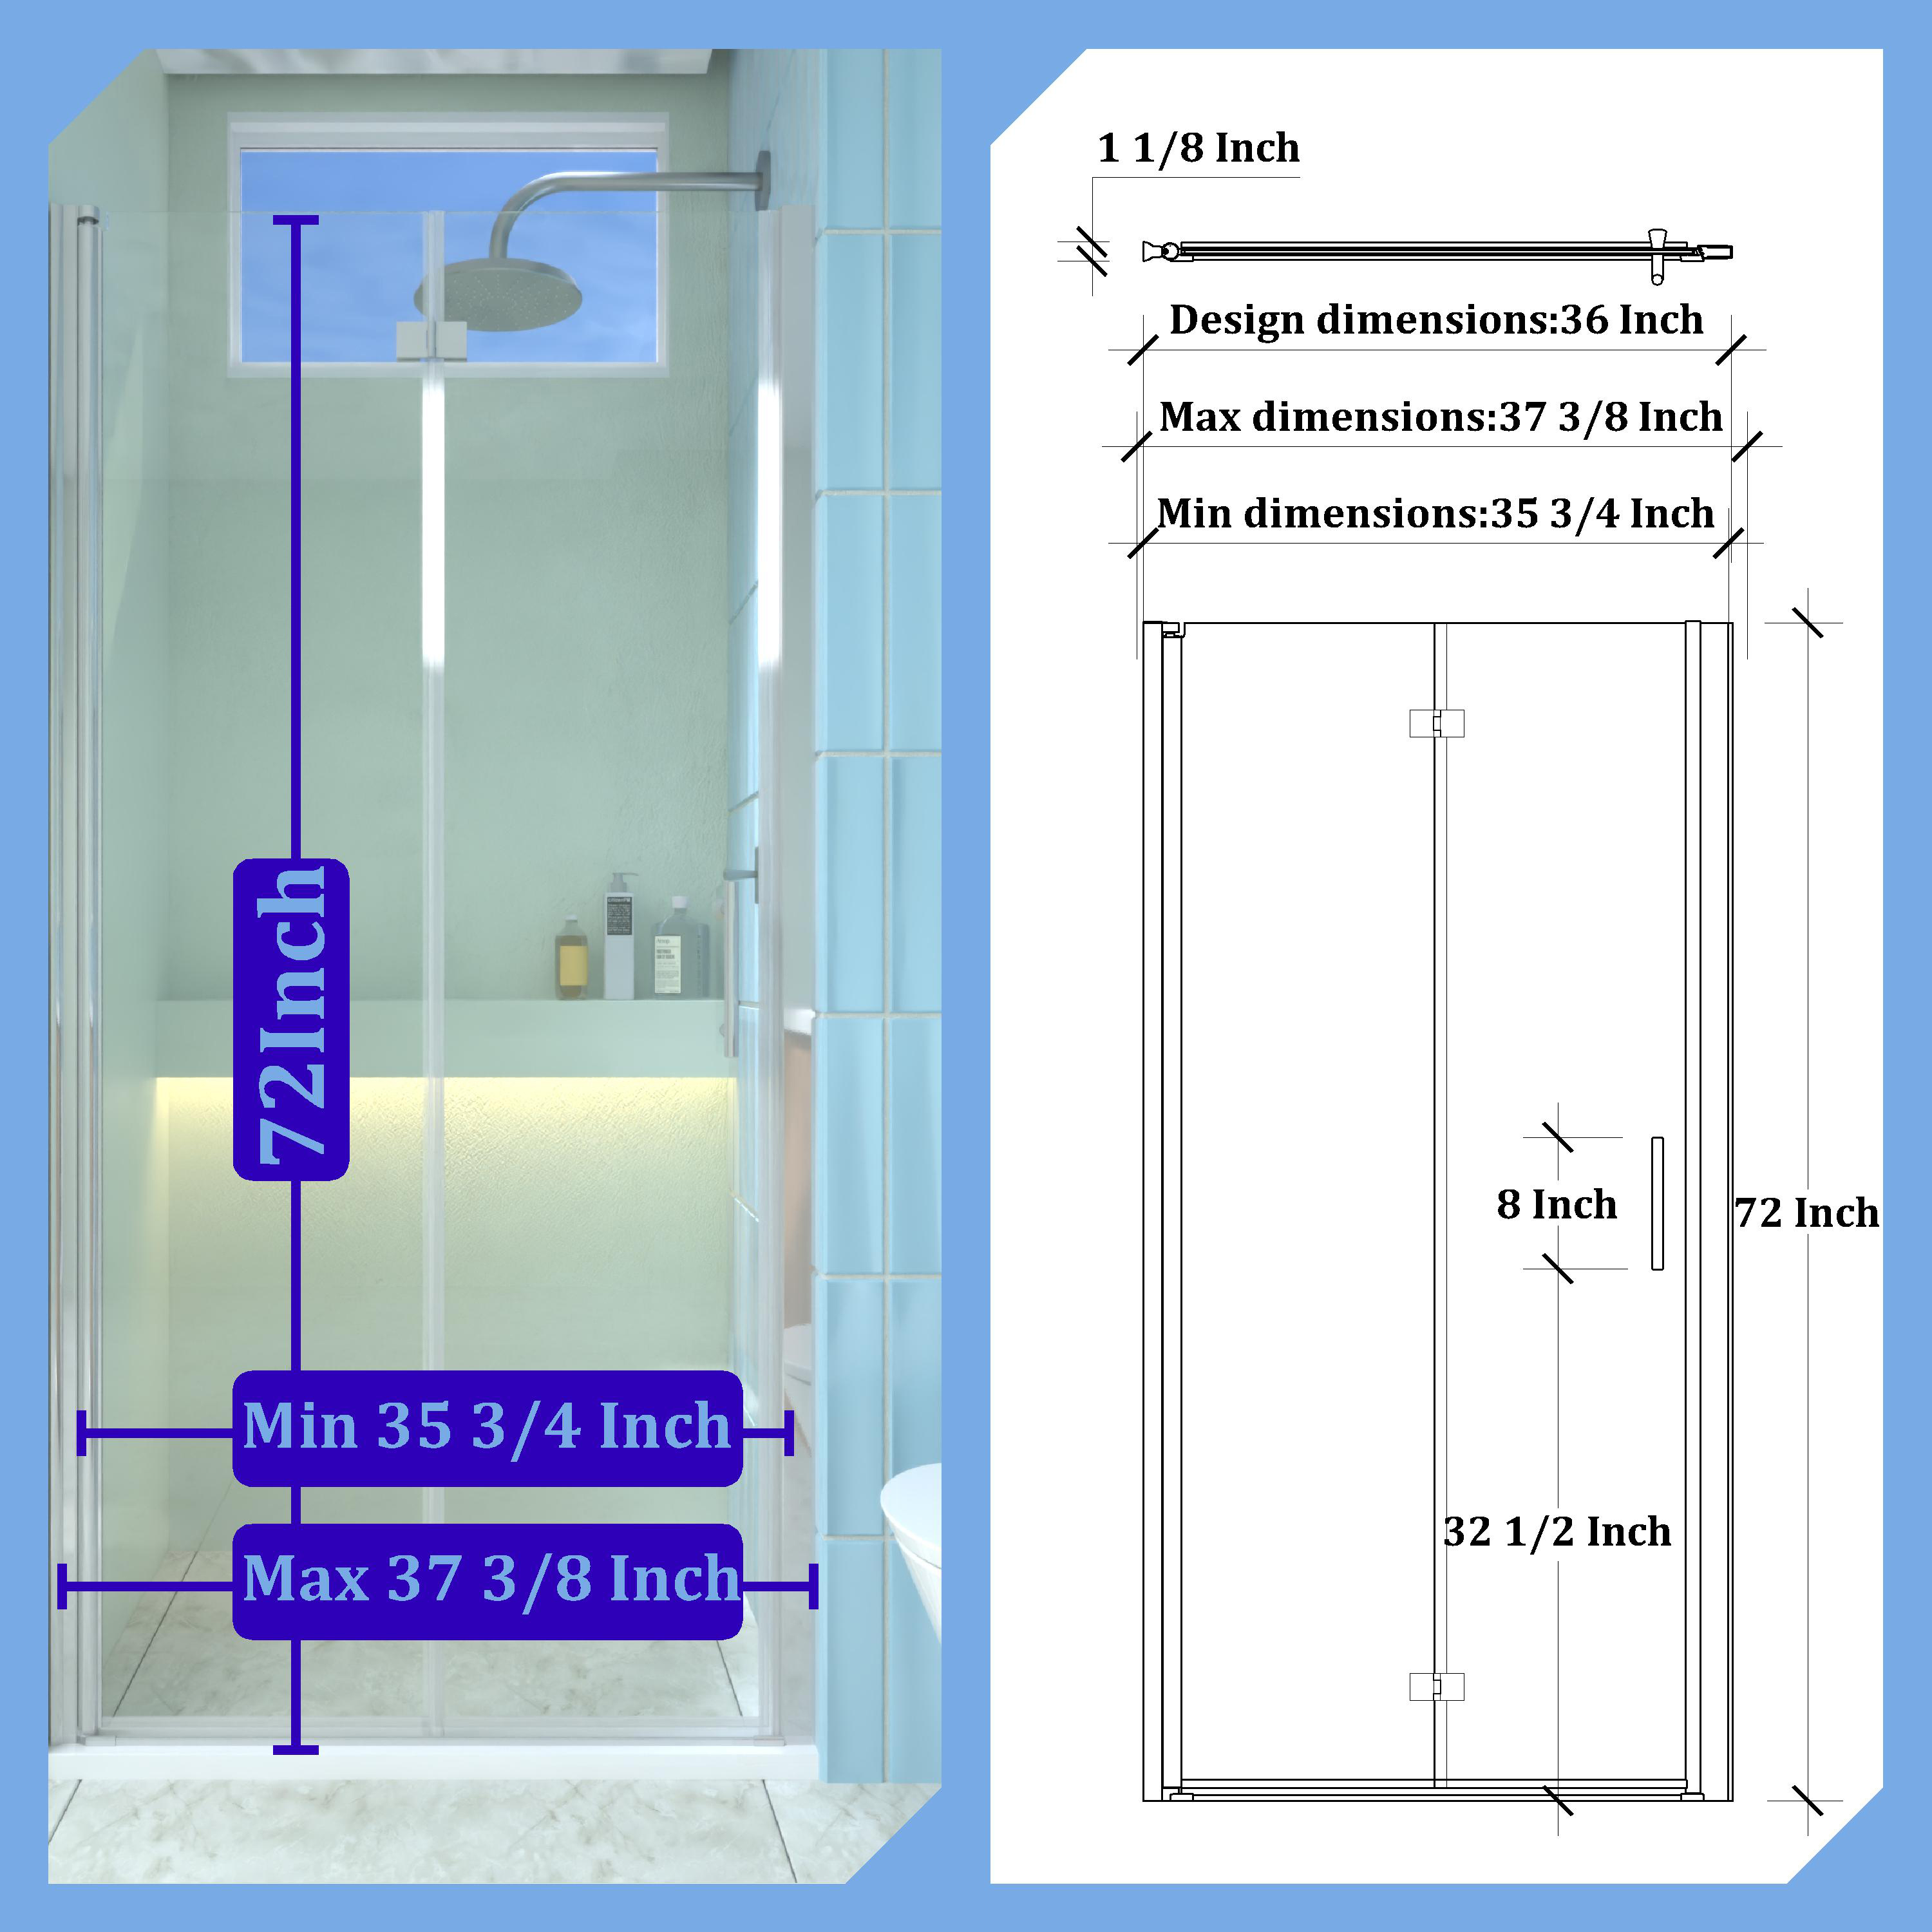 72Inch
Min 35 3/4 Inch
Max 37 3/8 Inch
1 1/8 Inch
Design dimensions:36 Inch
Max dimensions:37 3/8 Inch
Min dimensions:35 3/4 Inch
8 Inch
72 Inch
32 1/2 Inch